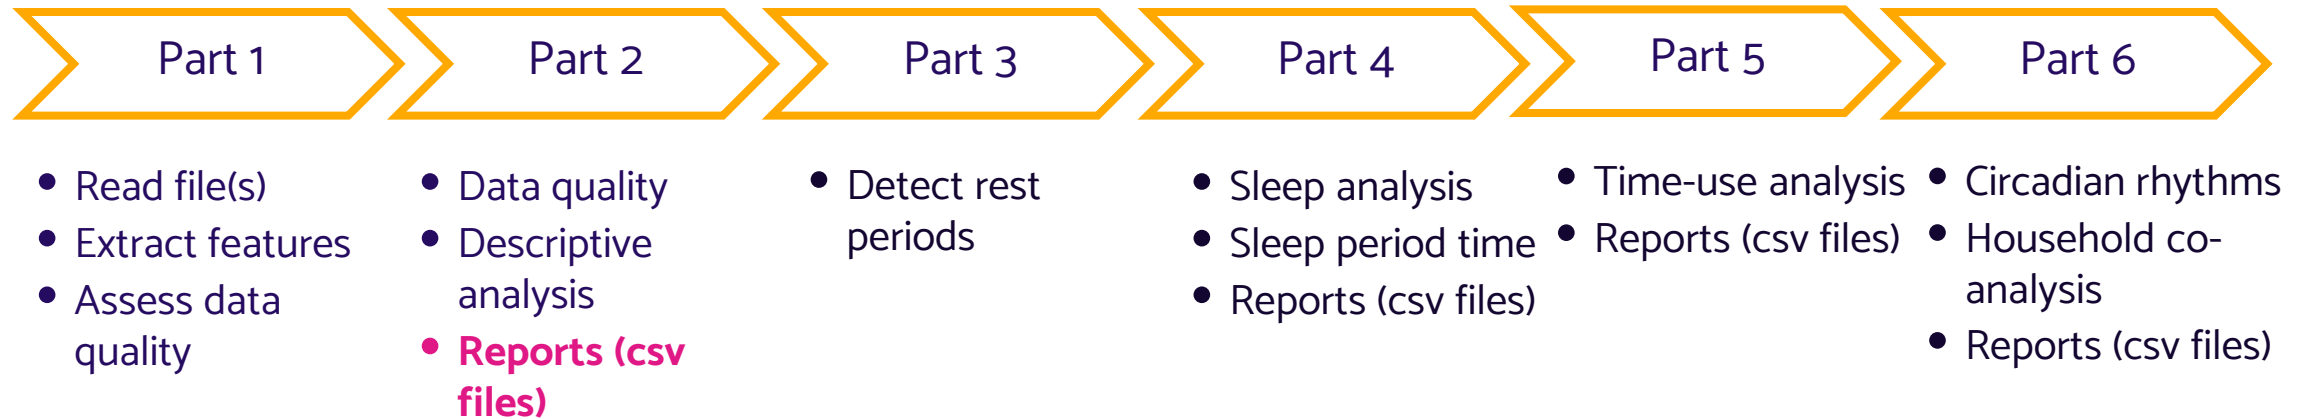 Part 1
Part 2
Part 3
Part 4
Part 5
Part 6
• Read file(s)
• Extract features
• Assess data
quality
• Data quality
• Descriptive
analysis
• Reports (csv
files)
• Detect rest
periods
• Sleep analysis
• Sleep period time
• Reports (csv files)
• Time-use analysis
• Reports (csv files)
• Circadian rhythms
• Household co-
analysis
• Reports (csv files)